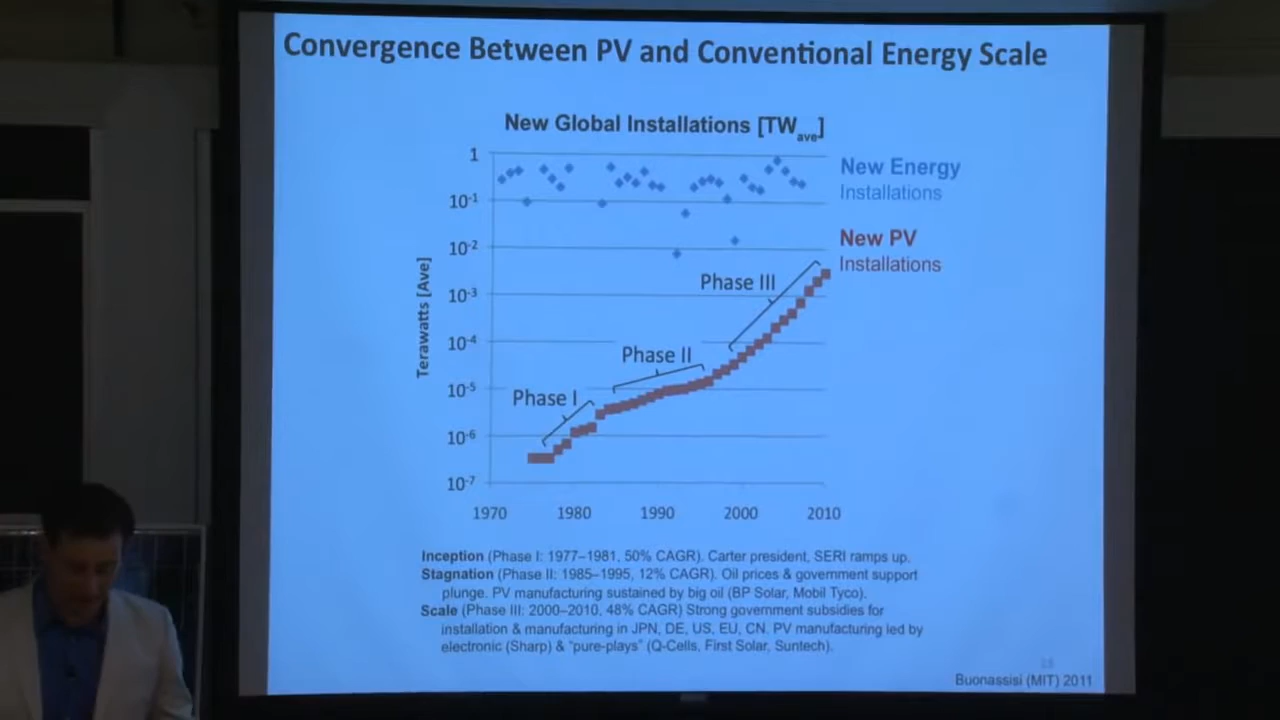 Convergence Between PV and Conventional Energy Scale
New Global Installations [TWave]
1
10-1
10-2
10-3
10-4
10-5
10-6
10-7
Terawatts [Ave]
New Energy
Installations
New PV
Installations
Phase III
Phase II
Phase I
1970 1980 1990 2000 2010
Inception (Phase I: 1977–1981, 50% CAGR). Carter president, SERI ramps up.
Stagnation (Phase II: 1985–1995, 12% CAGR). Oil prices & government support
plunge. PV manufacturing sustained by big oil (BP Solar, Mobil Tyco).
Scale (Phase III: 2000–2010, 48% CAGR) Strong government subsidies for
installation & manufacturing in JPN, DE, US, EU, CN. PV manufacturing led by
electronic (Sharp) & “pure-plays” (Q-Cells, First Solar, Suntech).
Buonassisi (MIT) 2011